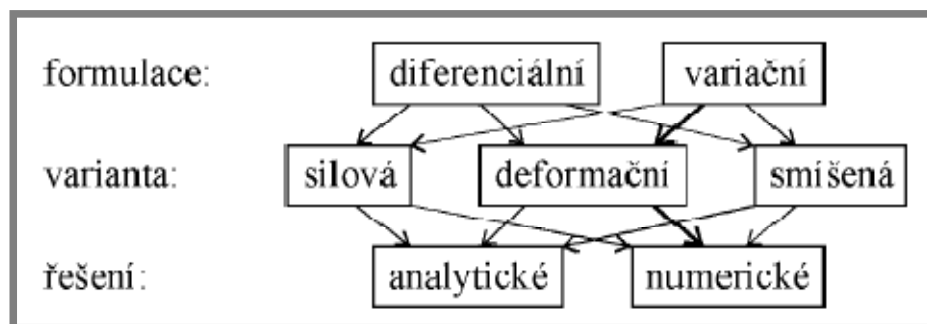 formulace: diferenciální variační
varianta: silová deformační smíšená
řešení: analytické numerické